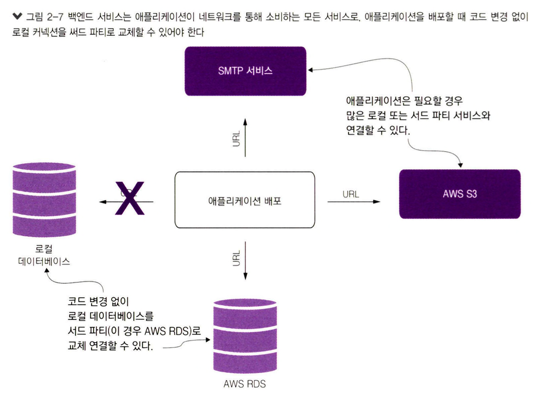 그림 2-7 백엔드 서비스는 애플리케이션이 네트워크를 통해 소비하는 모든 서비스로, 애플리케이션을 배포할 때 코드 변경 없이
로컬 커넥션을 써드 파티로 교체할 수 있어야 한다
SMTP 서비스
애플리케이션은 필요할 경우
많은 로컬 또는 서드 파티 서비스와
연결할 수 있다.
URL
URL
애플리케이션 배포
URL
AWS S3
로컬
데이터베이스
URL
코드 변경 없이
로컬 데이터베이스를
서드 파티(이 경우 AWS RDS)로
교체 연결할 수 있다.
AWS RDS